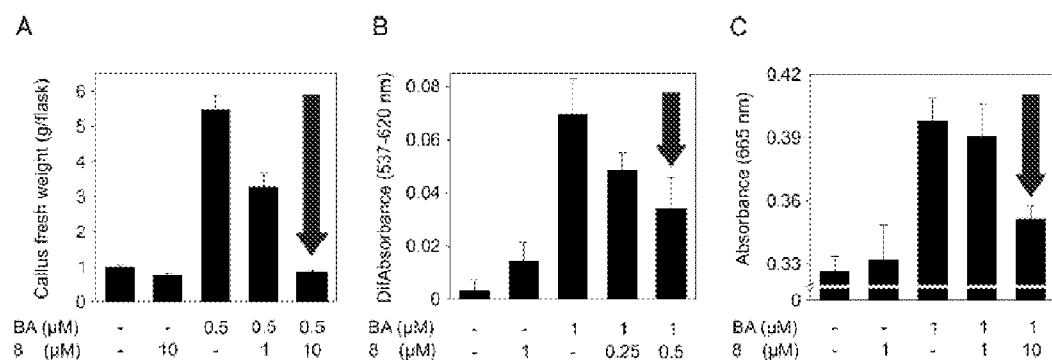 A
B
C
Callus fresh weight (g/flask)
6
5
4
3
2
1
0
DifAbsorbance (537-620 nm)
0.08
0.06
0.04
0.02
0
Absorbance (665 nm)
0.42
0.39
0.36
0.33
0
BA (μM) - - 0.5 0.5 0.5
8 (μM) - 10 - 1 10
BA (μM) - - 1 1 1
8 (μM) - 1 - 0.25 0.5
BA (μM) - - 1 1 1
8 (μM) - 1 - 1 10